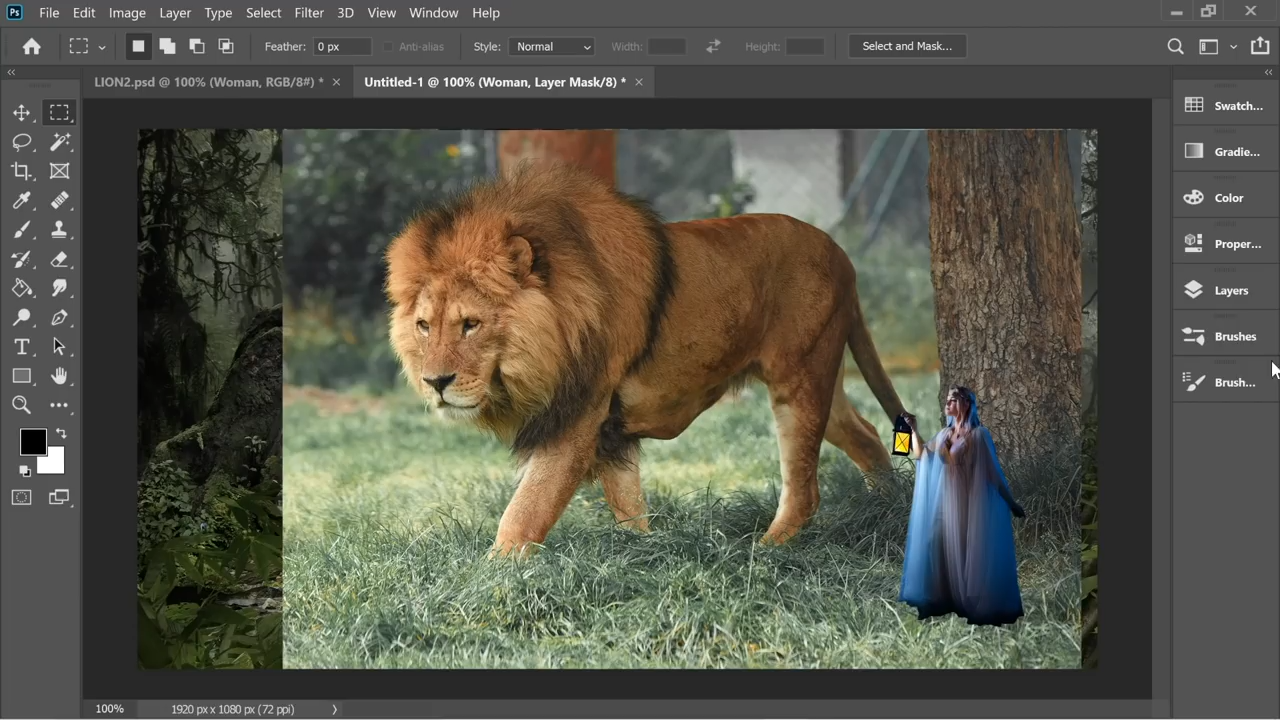 Ps File Edit Image Layer Type Select Filter 3D View Window Help
Feather: 0 px Anti-alias Style: Normal Width: Height: Select and Mask...
LION2.psd @ 100% (Woman, RGB/8#) * × Untitled-1 @ 100% (Woman, Layer Mask/8) * ×
Swatch...
Gradie...
Color
Proper...
Layers
Brushes
Brush...
100% 1920 px x 1080 px (72 ppi)